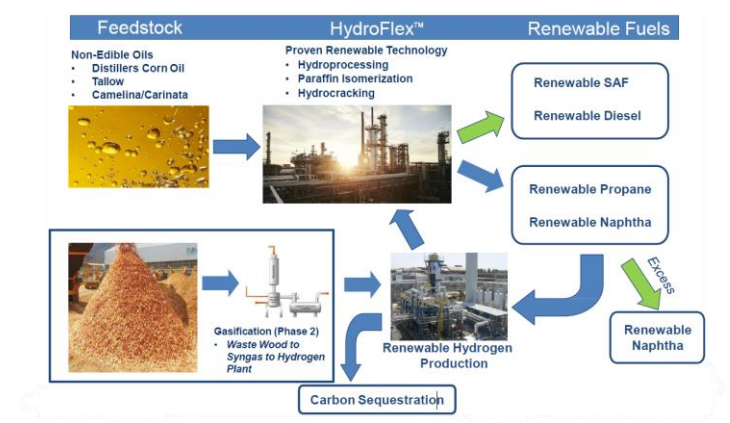 Feedstock
HydroFlex™
Renewable Fuels
Non-Edible Oils
• Distillers Corn Oil
• Tallow
• Camelina/Carinata
Proven Renewable Technology
• Hydroprocessing
• Paraffin Isomerization
• Hydrocracking
Renewable SAF
Renewable Diesel
Renewable Propane
Renewable Naphtha
Excess
Renewable
Naphtha
Gasification (Phase 2)
• Waste Wood to
Syngas to Hydrogen
Plant
Renewable Hydrogen
Production
Carbon Sequestration